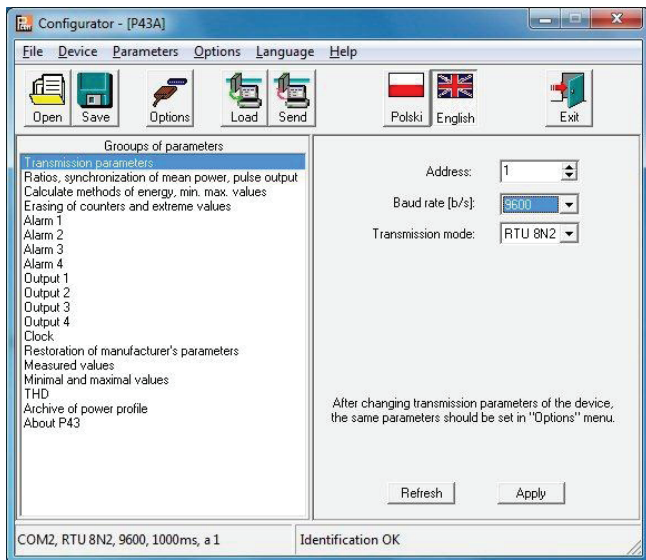 Configurator - [P43A]
File Device Parameters Options Language Help
Open Save Options Load Send Polski English Exit
Grooups of parameters
Transmission parameters
Ratios, synchronization of mean power, pulse output
Calculate methods of energy, min. max. values
Erasing of counters and extreme values
Alarm 1
Alarm 2
Alarm 3
Alarm 4
Output 1
Output 2
Output 3
Output 4
Clock
Restoration of manufacturer's parameters
Measured values
Minimal and maximal values
THD
Archive of power profile
About P43
Address: 1
Baud rate [b/s]: 9600
Transmission mode: RTU 8N2
After changing transmission parameters of the device,
the same parameters should be set in "Options" menu.
Refresh Apply
COM2, RTU 8N2, 9600, 1000ms, a 1 Identification OK